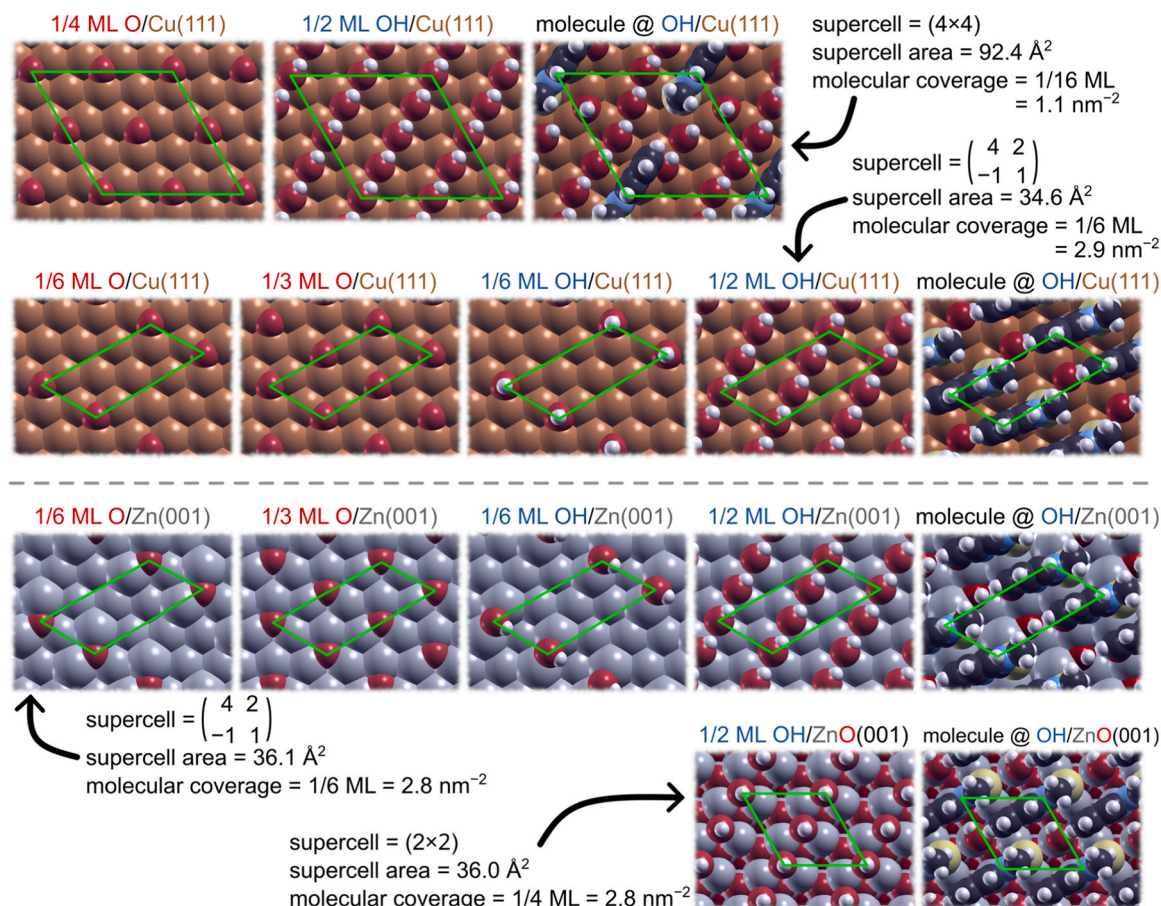 1/4 ML O/Cu(111)
1/2 ML OH/Cu(111)
molecule @ OH/Cu(111)
supercell = (4×4)
supercell area = 92.4 Å²
molecular coverage = 1/16 ML
= 1.1 nm⁻²
supercell = ( 4 2
−1 1 )
supercell area = 34.6 Å²
molecular coverage = 1/6 ML
= 2.9 nm⁻²
1/6 ML O/Cu(111)
1/3 ML O/Cu(111)
1/6 ML OH/Cu(111)
1/2 ML OH/Cu(111)
molecule @ OH/Cu(111)
1/6 ML O/Zn(001)
1/3 ML O/Zn(001)
1/6 ML OH/Zn(001)
1/2 ML OH/Zn(001)
molecule @ OH/Zn(001)
supercell = ( 4 2
−1 1 )
supercell area = 36.1 Å²
molecular coverage = 1/6 ML = 2.8 nm⁻²
1/2 ML OH/ZnO(001)
molecule @ OH/ZnO(001)
supercell = (2×2)
supercell area = 36.0 Å²
molecular coverage = 1/4 ML = 2.8 nm⁻²